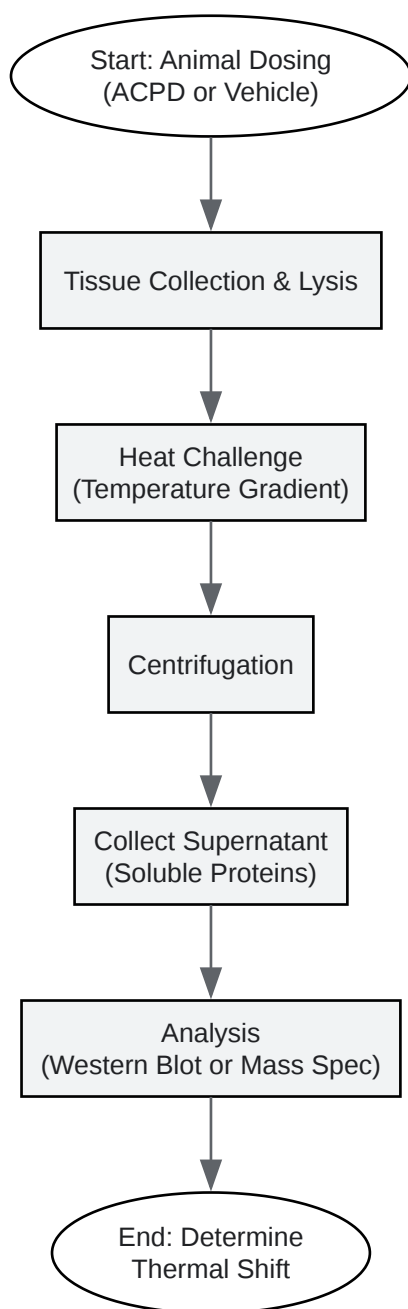 Start: Animal Dosing
(ACPD or Vehicle)
Tissue Collection & Lysis
Heat Challenge
(Temperature Gradient)
Centrifugation
Collect Supernatant
(Soluble Proteins)
Analysis
(Western Blot or Mass Spec)
End: Determine
Thermal Shift